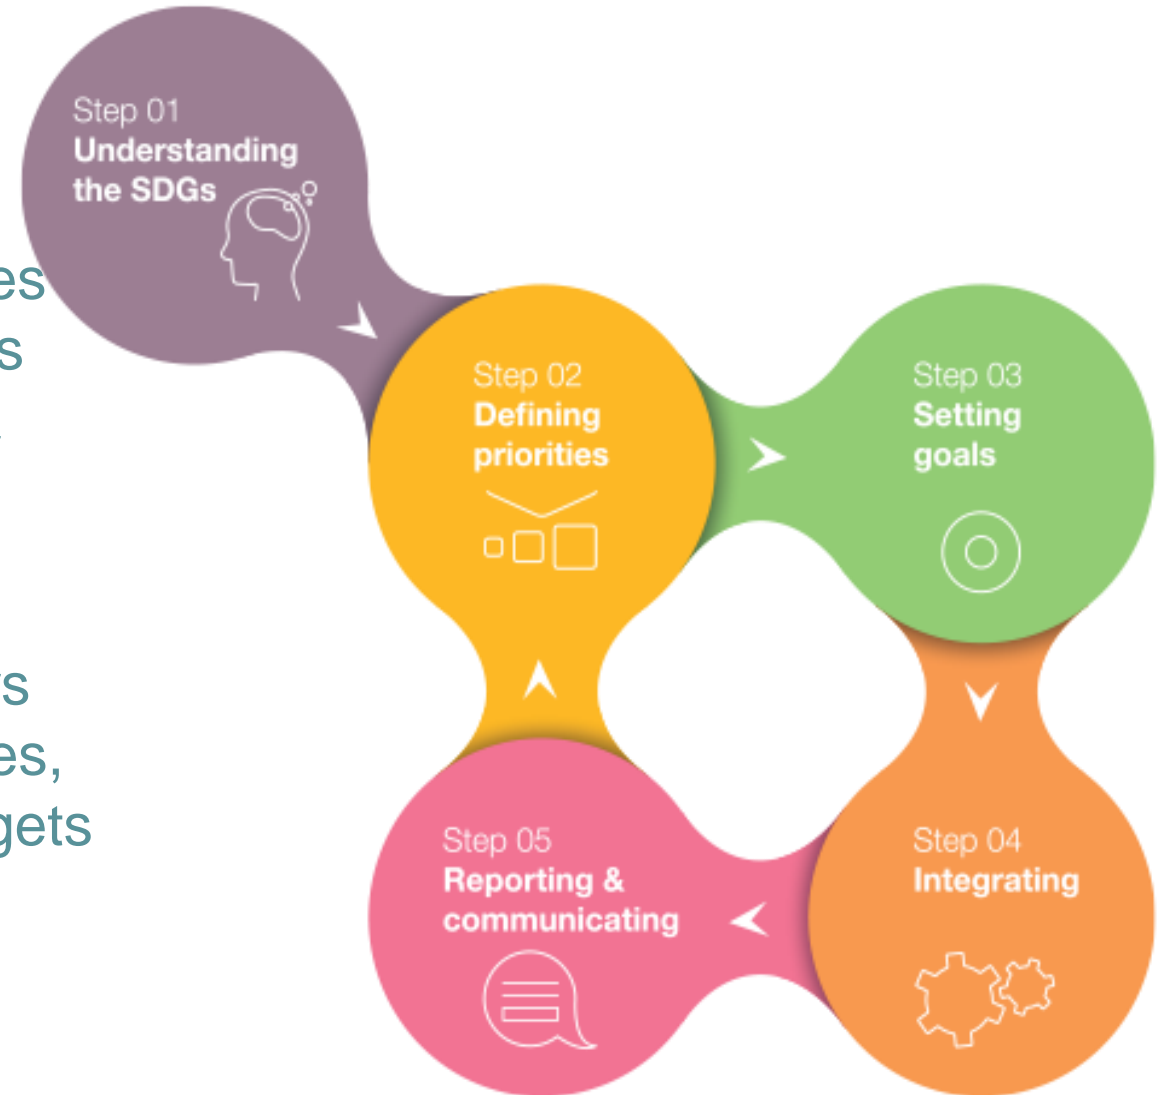 Step 01
Understanding
the SDGs
Step 02
Defining
priorities
Step 03
Setting
goals
Step 04
Integrating
Step 05
Reporting &
communicating